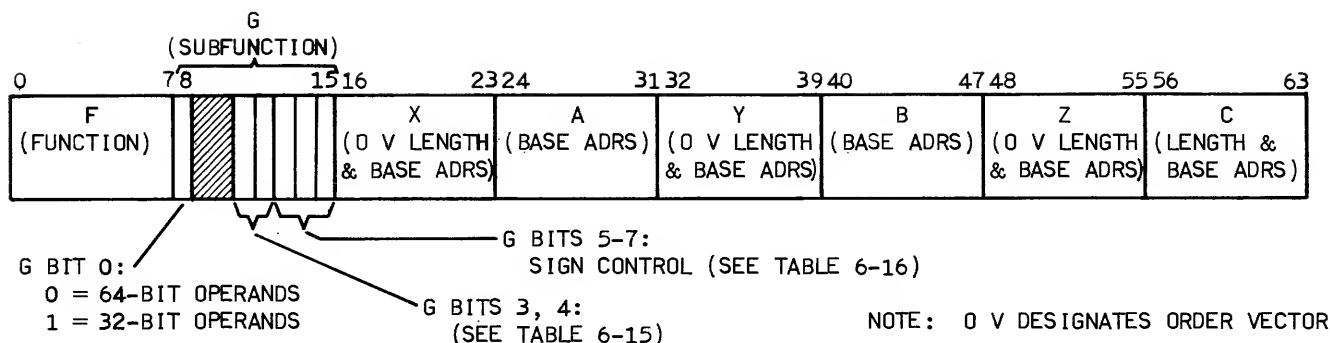 G
(SUBFUNCTION)
0 7 8 15 16 23 24 31 32 39 40 47 48 55 56 63
F X A Y B Z C
(FUNCTION) (O V LENGTH (BASE ADRS) (O V LENGTH (BASE ADRS) (O V LENGTH (LENGTH &
& BASE ADRS) & BASE ADRS) & BASE ADRS) BASE ADRS)
G BITS 5-7:
G BIT 0: SIGN CONTROL (SEE TABLE 6-16)
0 = 64-BIT OPERANDS G BITS 3, 4:
1 = 32-BIT OPERANDS (SEE TABLE 6-15) NOTE: O V DESIGNATES ORDER VECTOR